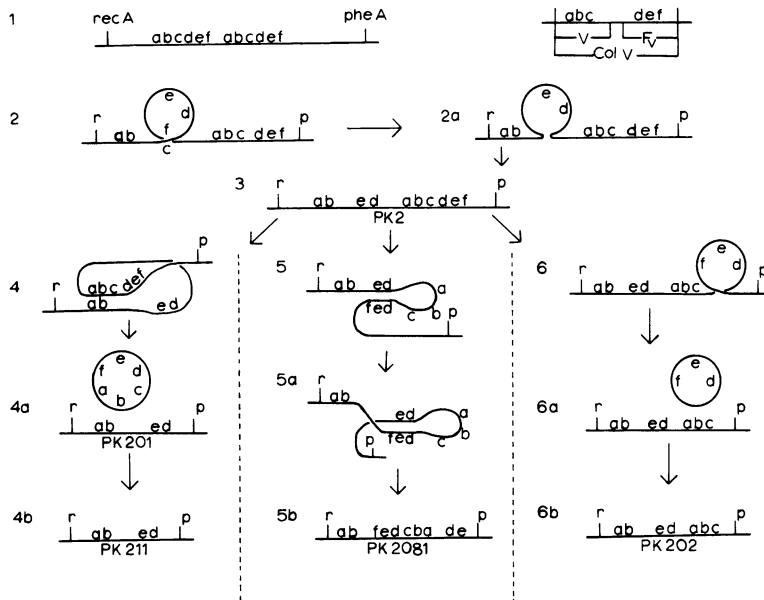 1
recA
abcdef abcdef
pheA
abc def
V
Fv
Col V
2
r
ab
f
e
d
c
abc def
p
2a
r
ab
e
d
abc def
p
3
r
ab ed abcdef
p
PK2
4
r
abc def
ab
ed
p
4a
f e d
a b c
r
ab ed
p
PK201
4b
r
ab ed
p
PK211
5
r
ab ed
a
fed c b
p
5a
r
ab
ed
a
fed c b
p
5b
r
ab fedcba de
p
PK2081
6
r
ab ed abc
e
f d
p
6a
e
f d
r
ab ed abc
p
6b
r
ab ed abc
p
PK202